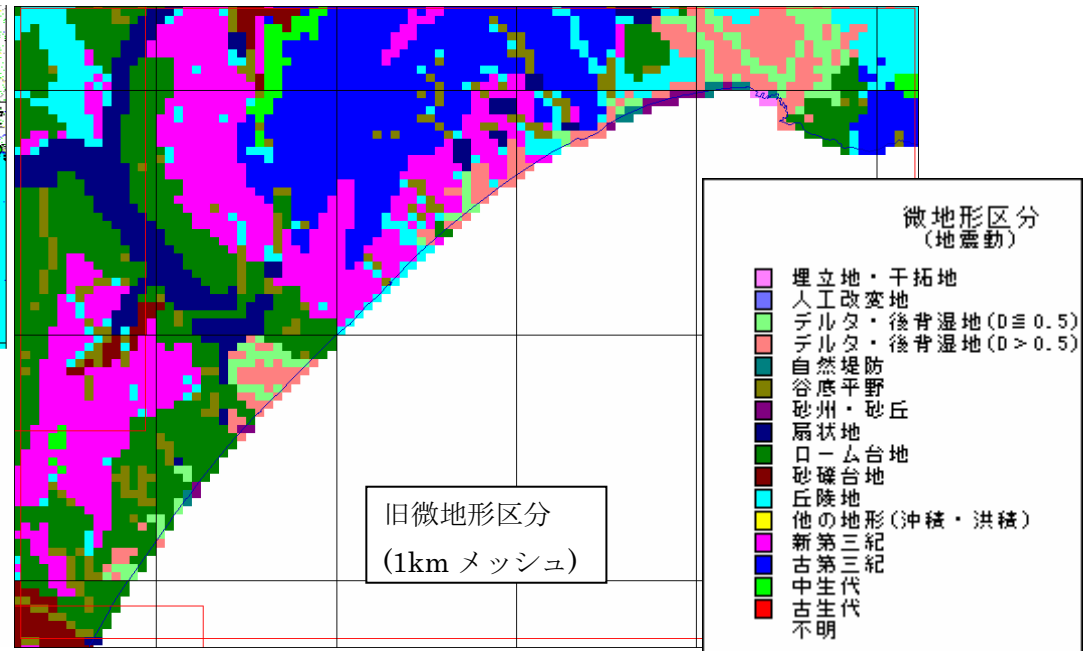 微地形区分
(地震動)
埋立地・干拓地
人工改変地
デルタ・後背湿地(D≦0.5)
デルタ・後背湿地(D>0.5)
自然堤防
谷底平野
砂州・砂丘
扇状地
ローム台地
砂礫台地
丘陵地
他の地形(沖積・洪積)
新第三紀
古第三紀
中生代
古生代
不明
旧微地形区分
(1km メッシュ)